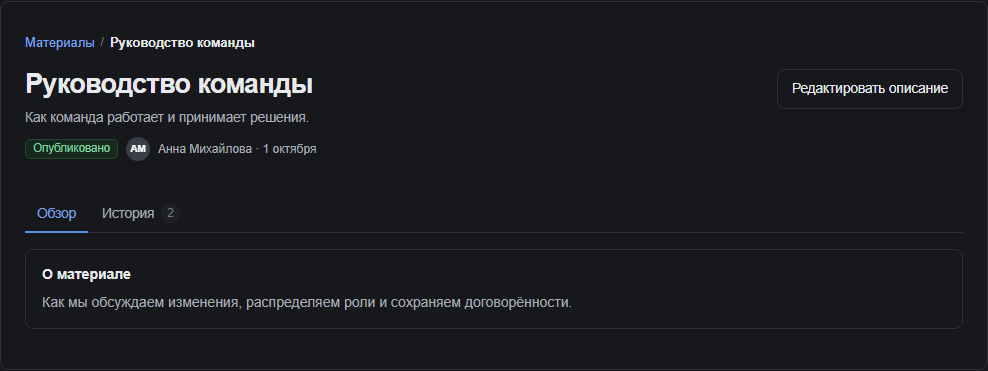 Материалы / Руководство команды
Руководство команды
Редактировать описание
Как команда работает и принимает решения.
Опубликовано АМ Анна Михайлова · 1 октября
Обзор История 2
О материале
Как мы обсуждаем изменения, распределяем роли и сохраняем договорённости.